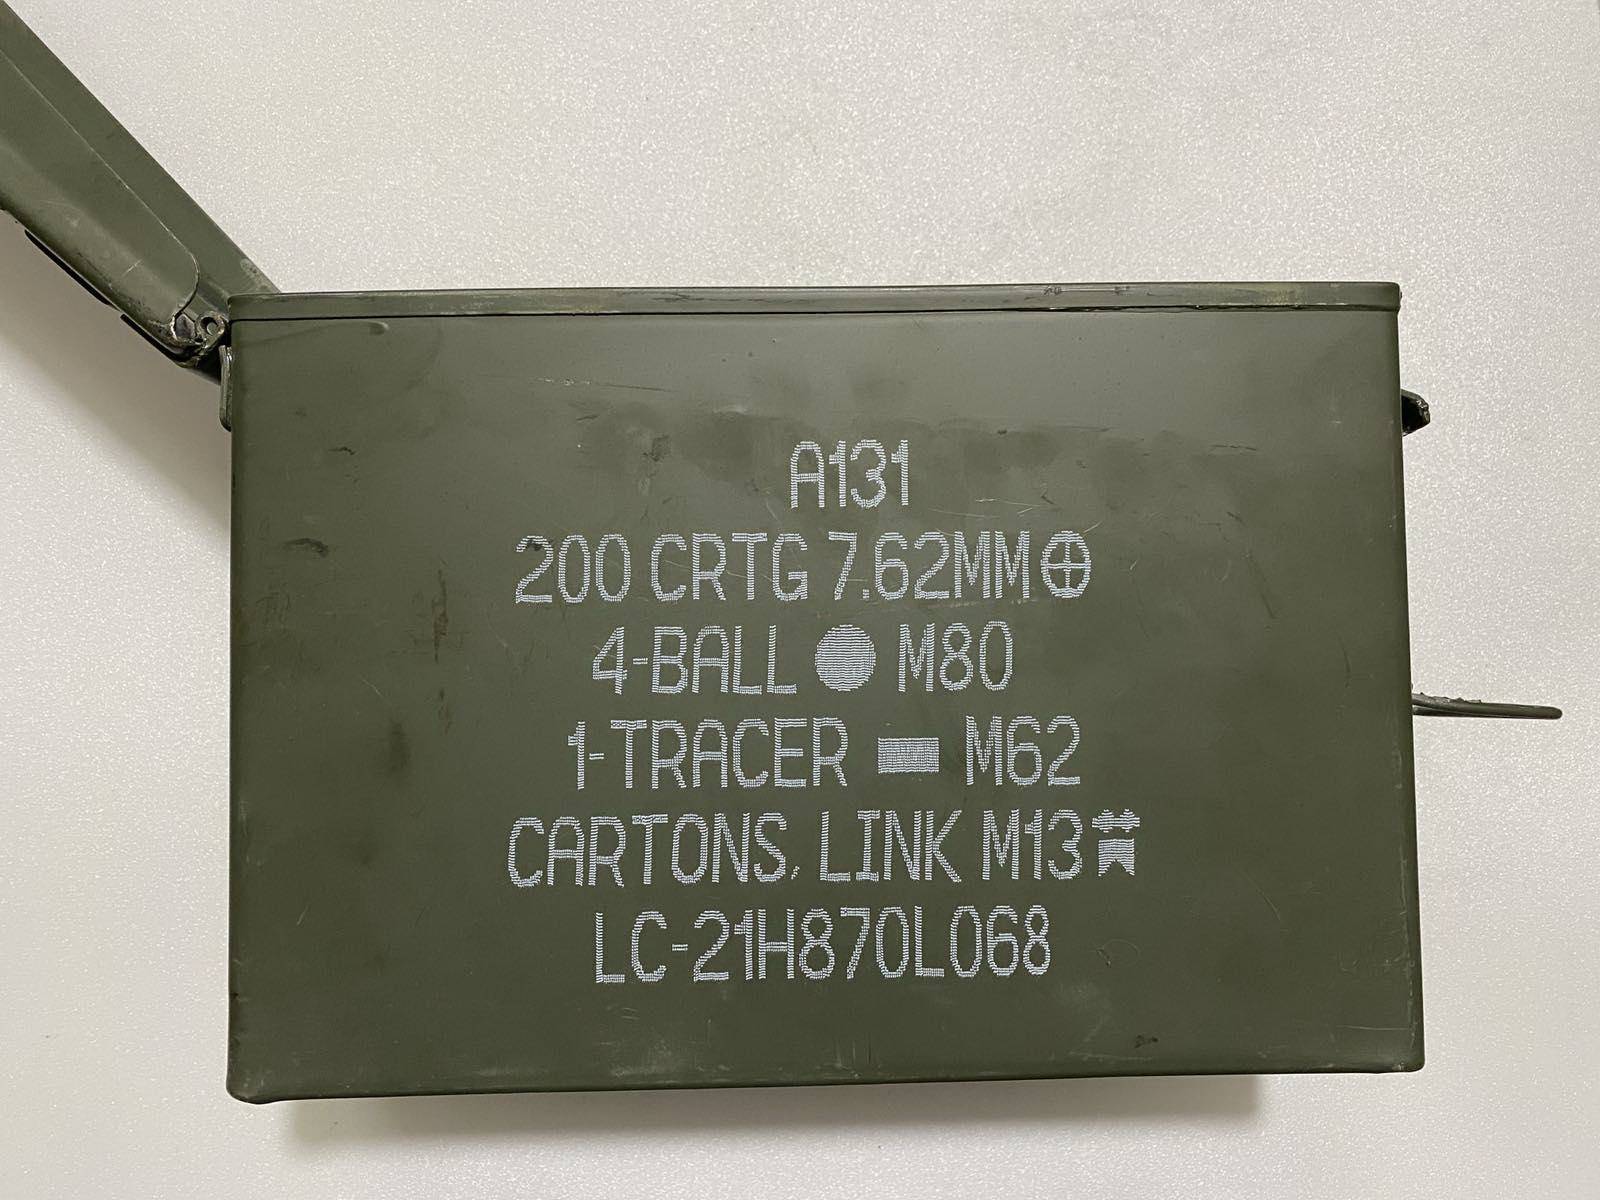 A131
200 CRTG 7.62MM
4-BALL M80
1-TRACER M62
CARTONS, LINK M13
LC-21H870L068